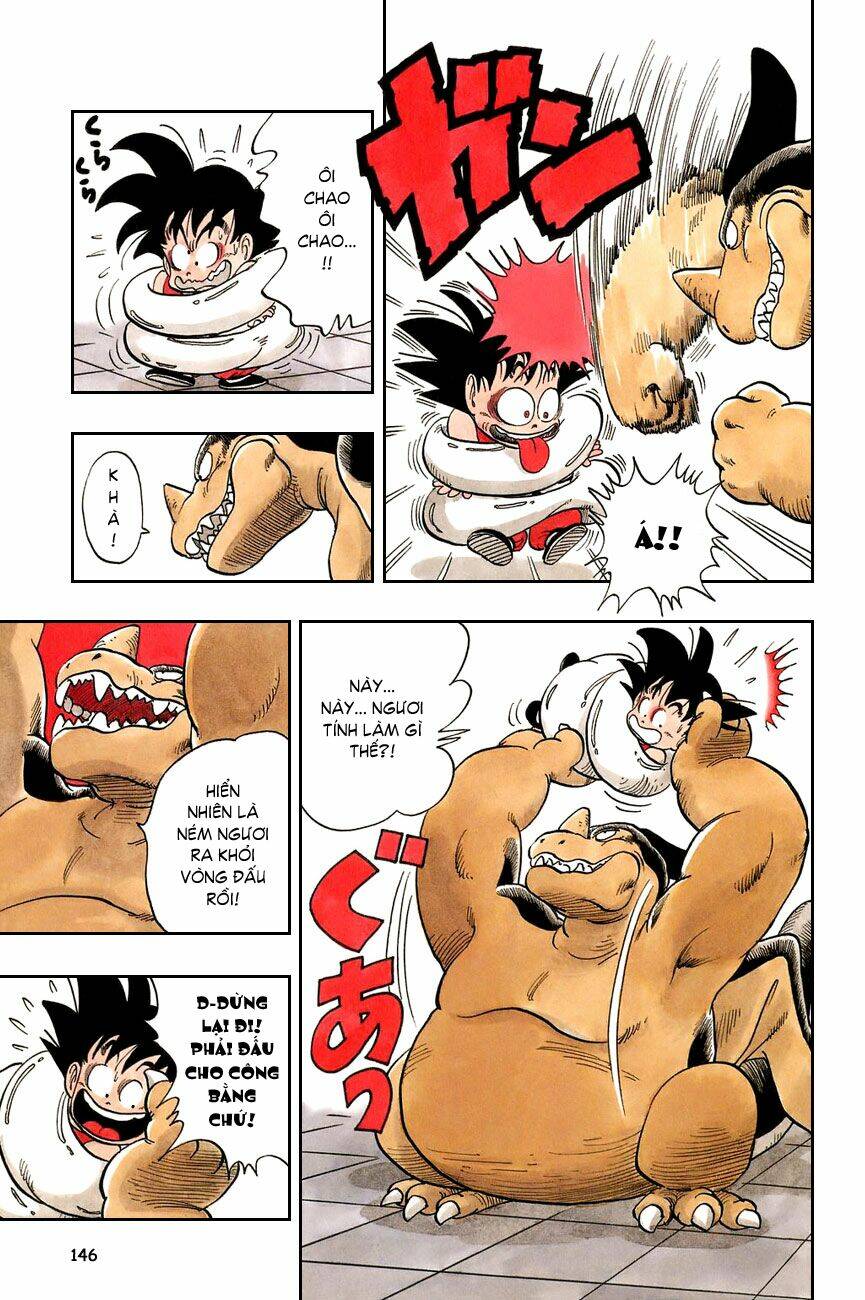 ガン
Á!!
くらくら
ÔI
CHAO
ÔI
CHAO...
!!
K
H
À
!
NÀY...
NÀY... NGƯƠI
TÍNH LÀM GÌ
THẾ?!
ぐあっ
HIỂN
NHIÊN LÀ
NÉM NGƯƠI
RA KHỎI
VÒNG ĐẤU
RỒI!
D-DỪNG
LẠI ĐI!
PHẢI ĐẤU
CHO CÔNG
BẰNG
CHỨ!
146